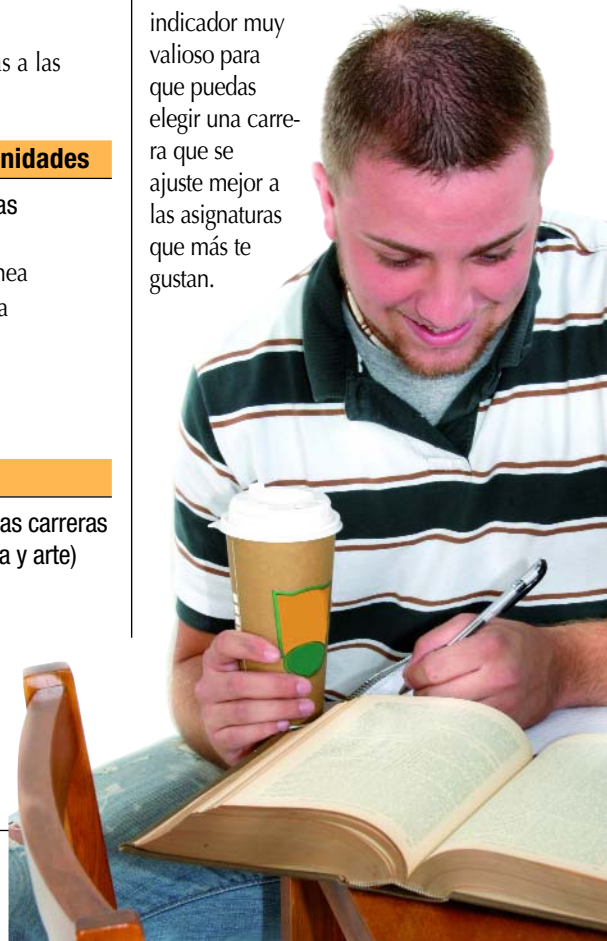 s a las
nidades
as
nea
a
as carreras
a y arte)
indicador muy
valioso para
que puedas
elegir una carre-
ra que se
ajuste mejor a
las asignaturas
que más te
gustan.